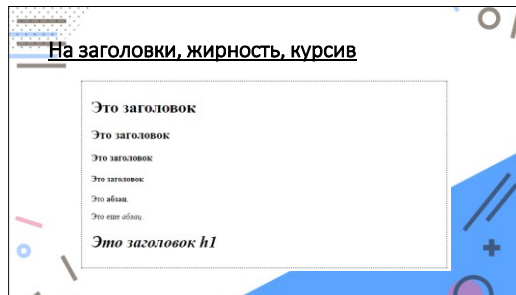 На заголовки, жирность, курсив
Это заголовок
Это заголовок
Это заголовок
Это заголовок
Это абзац.
Это еще абзац.
Это заголовок h1